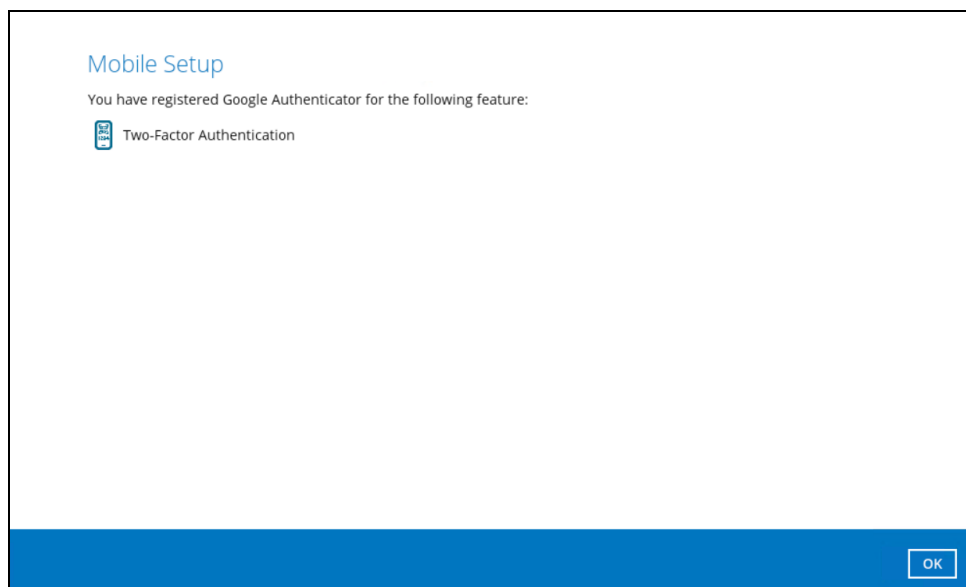 Mobile Setup
You have registered Google Authenticator for the following feature:
Two-Factor Authentication
OK